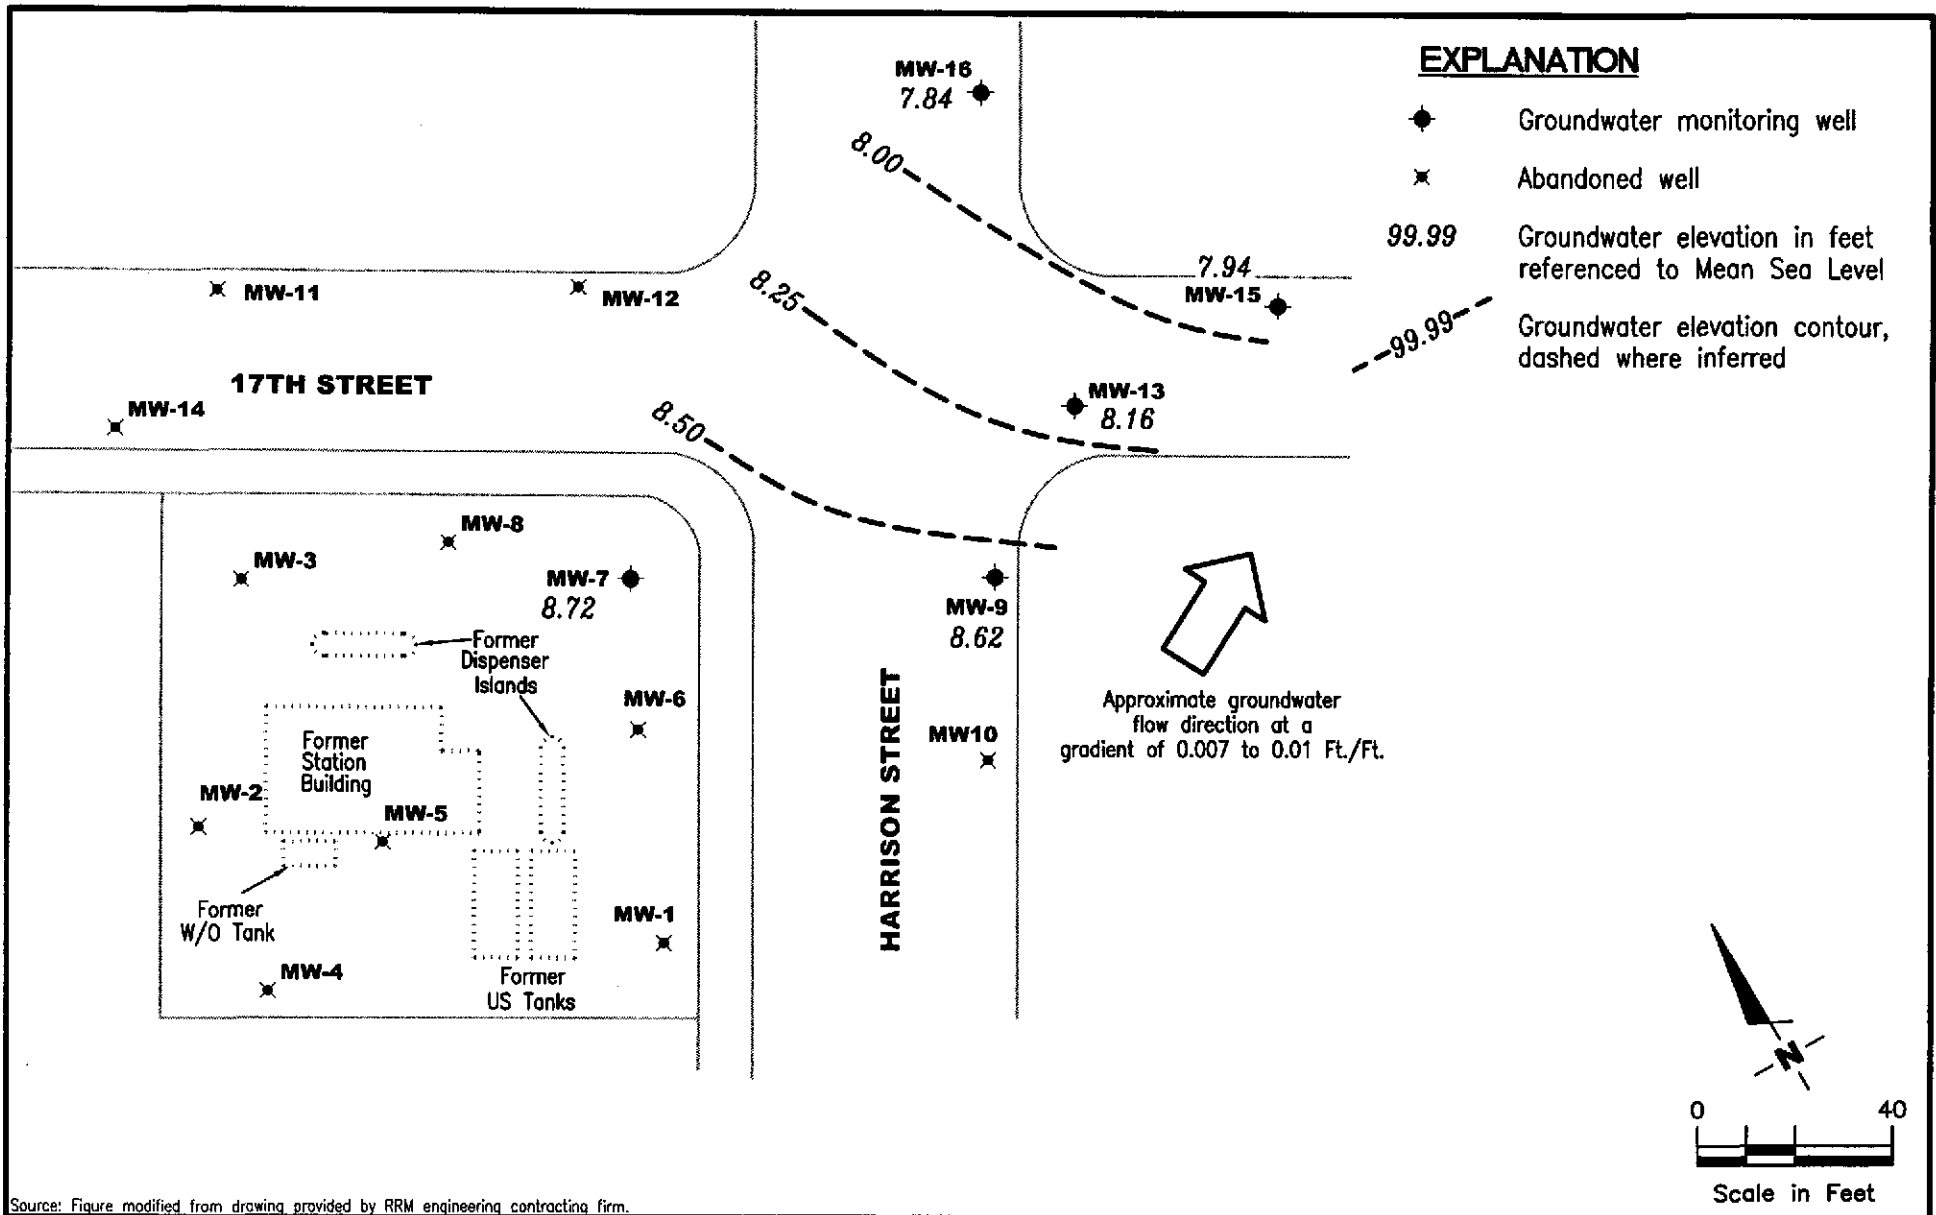 EXPLANATION
Groundwater monitoring well
Abandoned well
99.99
Groundwater elevation in feet
referenced to Mean Sea Level
99.99
Groundwater elevation contour,
dashed where inferred
MW-16
7.84
8.00
7.94
MW-15
8.25
MW-11
MW-12
17TH STREET
MW-14
MW-13
8.16
8.50
MW-8
MW-3
MW-7
8.72
MW-9
8.62
Former
Dispenser
Islands
MW-6
MW10
HARRISON STREET
Approximate groundwater
flow direction at a
gradient of 0.007 to 0.01 Ft./Ft.
Former
Station
Building
MW-2
MW-5
Former
W/O Tank
MW-1
MW-4
Former
US Tanks
N
0 40
Scale in Feet
Source: Figure modified from drawing provided by RRM engineering contracting firm.